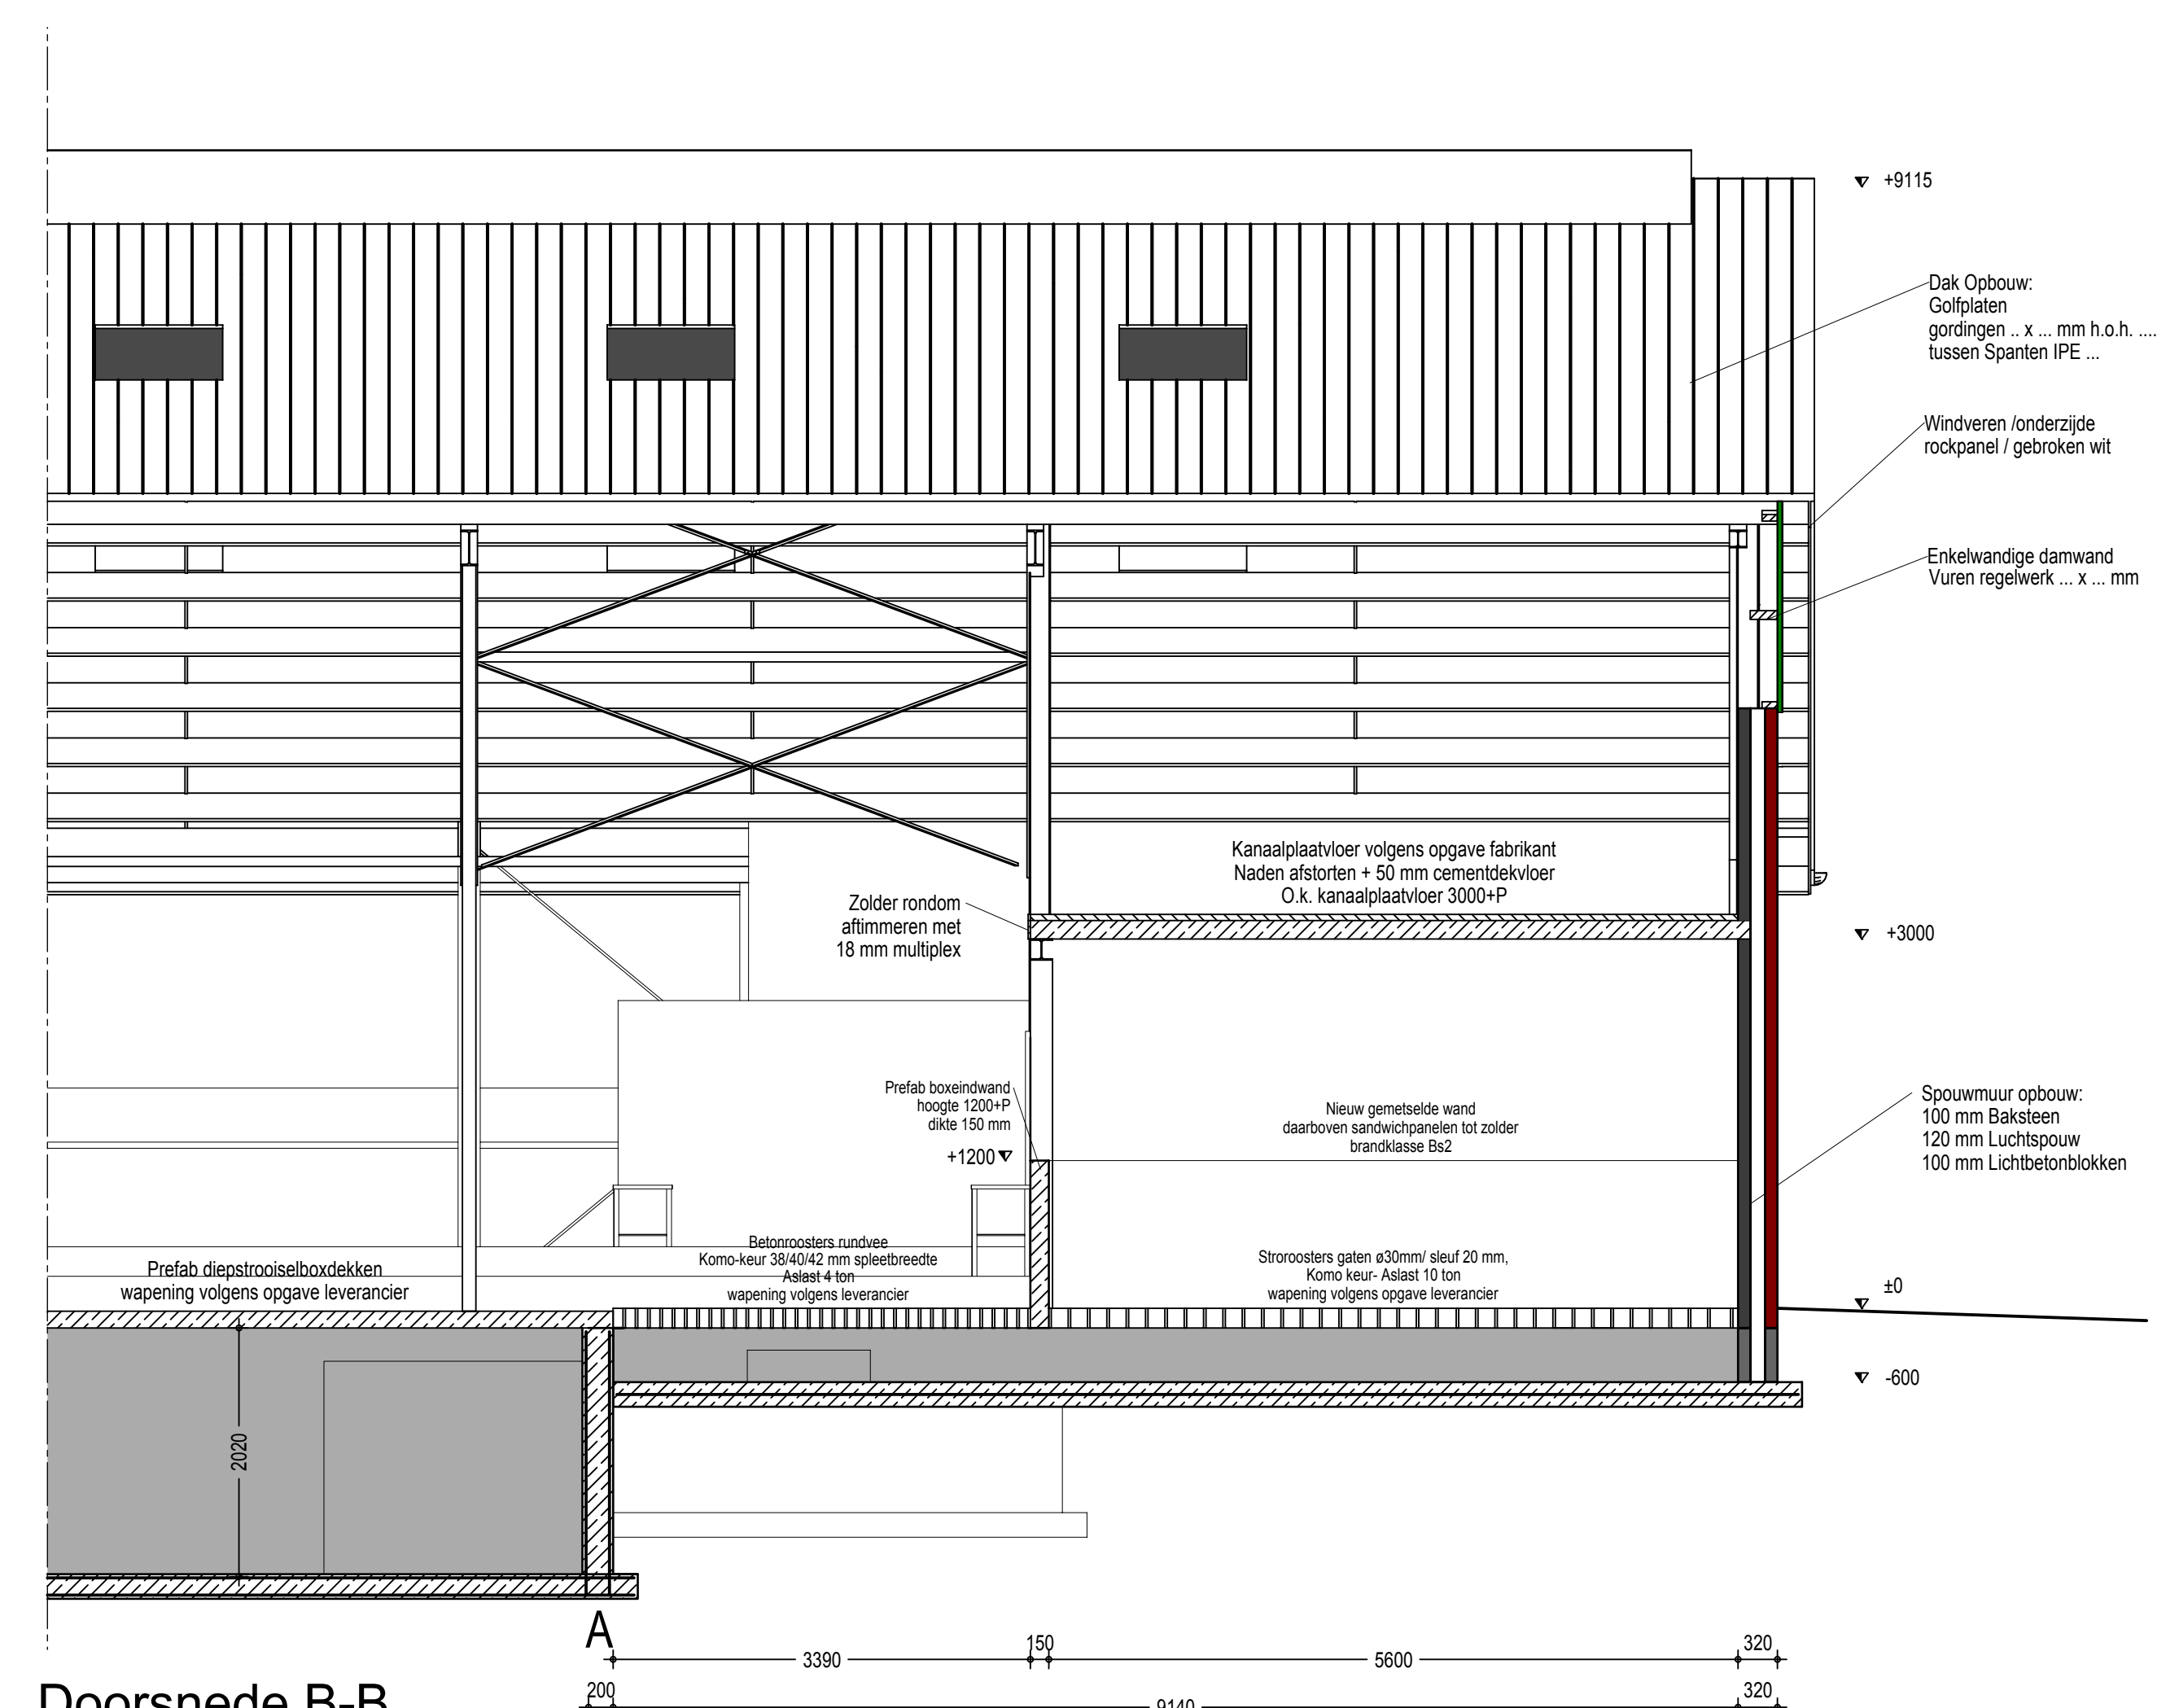 +9115
Dak Opbouw:
Golfplaten
gordingen .. x ... mm h.o.h. ....
tussen Spanten IPE ...
Windveren /onderzijde
rockpanel / gebroken wit
Enkelwandige damwand
Vuren regelwerk ... x ... mm
Kanaalplaatvloer volgens opgave fabrikant
Naden afstorten + 50 mm cementdekvloer
O.k. kanaalplaatvloer 3000+P
Zolder rondom
aftimmeren met
18 mm multiplex
+3000
Prefab boxeindwand
hoogte 1200+P
dikte 150 mm
+1200
Nieuw gemetselde wand
daarboven sandwichpanelen tot zolder
brandklasse Bs2
Spouwmuur opbouw:
100 mm Baksteen
120 mm Luchtspouw
100 mm Lichtbetonblokken
Prefab diepstrooiselboxdekken
wapening volgens opgave leverancier
Betonroosters rundvee
Komo-keur 38/40/42 mm spleetbreedte
Aslast 4 ton
wapening volgens leverancier
Stroroosters gaten ø30mm/ sleuf 20 mm,
Komo keur- Aslast 10 ton
wapening volgens opgave leverancier
±0
-600
2020
A
3390
150
5600
320
Doorsnede B-B
200
9140
320